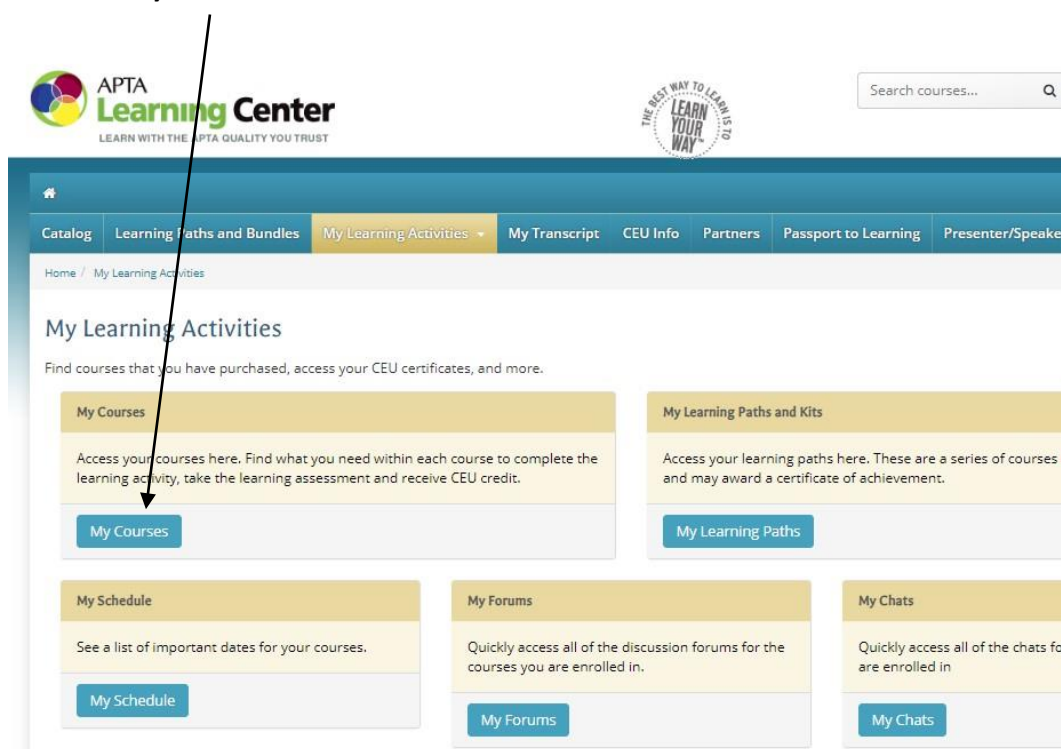 APTA
Learning Center
LEARN WITH THE APTA QUALITY YOU TRUST
THE BEST WAY TO LEARN IS TO
LEARN
YOUR
WAY™
Search courses...
Catalog Learning Paths and Bundles My Learning Activities My Transcript CEU Info Partners Passport to Learning Presenter/Speake
Home / My Learning Activities
My Learning Activities
Find courses that you have purchased, access your CEU certificates, and more.
My Courses
Access your courses here. Find what you need within each course to complete the
learning activity, take the learning assessment and receive CEU credit.
My Courses
My Learning Paths and Kits
Access your learning paths here. These are a series of courses
and may award a certificate of achievement.
My Learning Paths
My Schedule
See a list of important dates for your courses.
My Schedule
My Forums
Quickly access all of the discussion forums for the
courses you are enrolled in.
My Forums
My Chats
Quickly access all of the chats fo
are enrolled in
My Chats